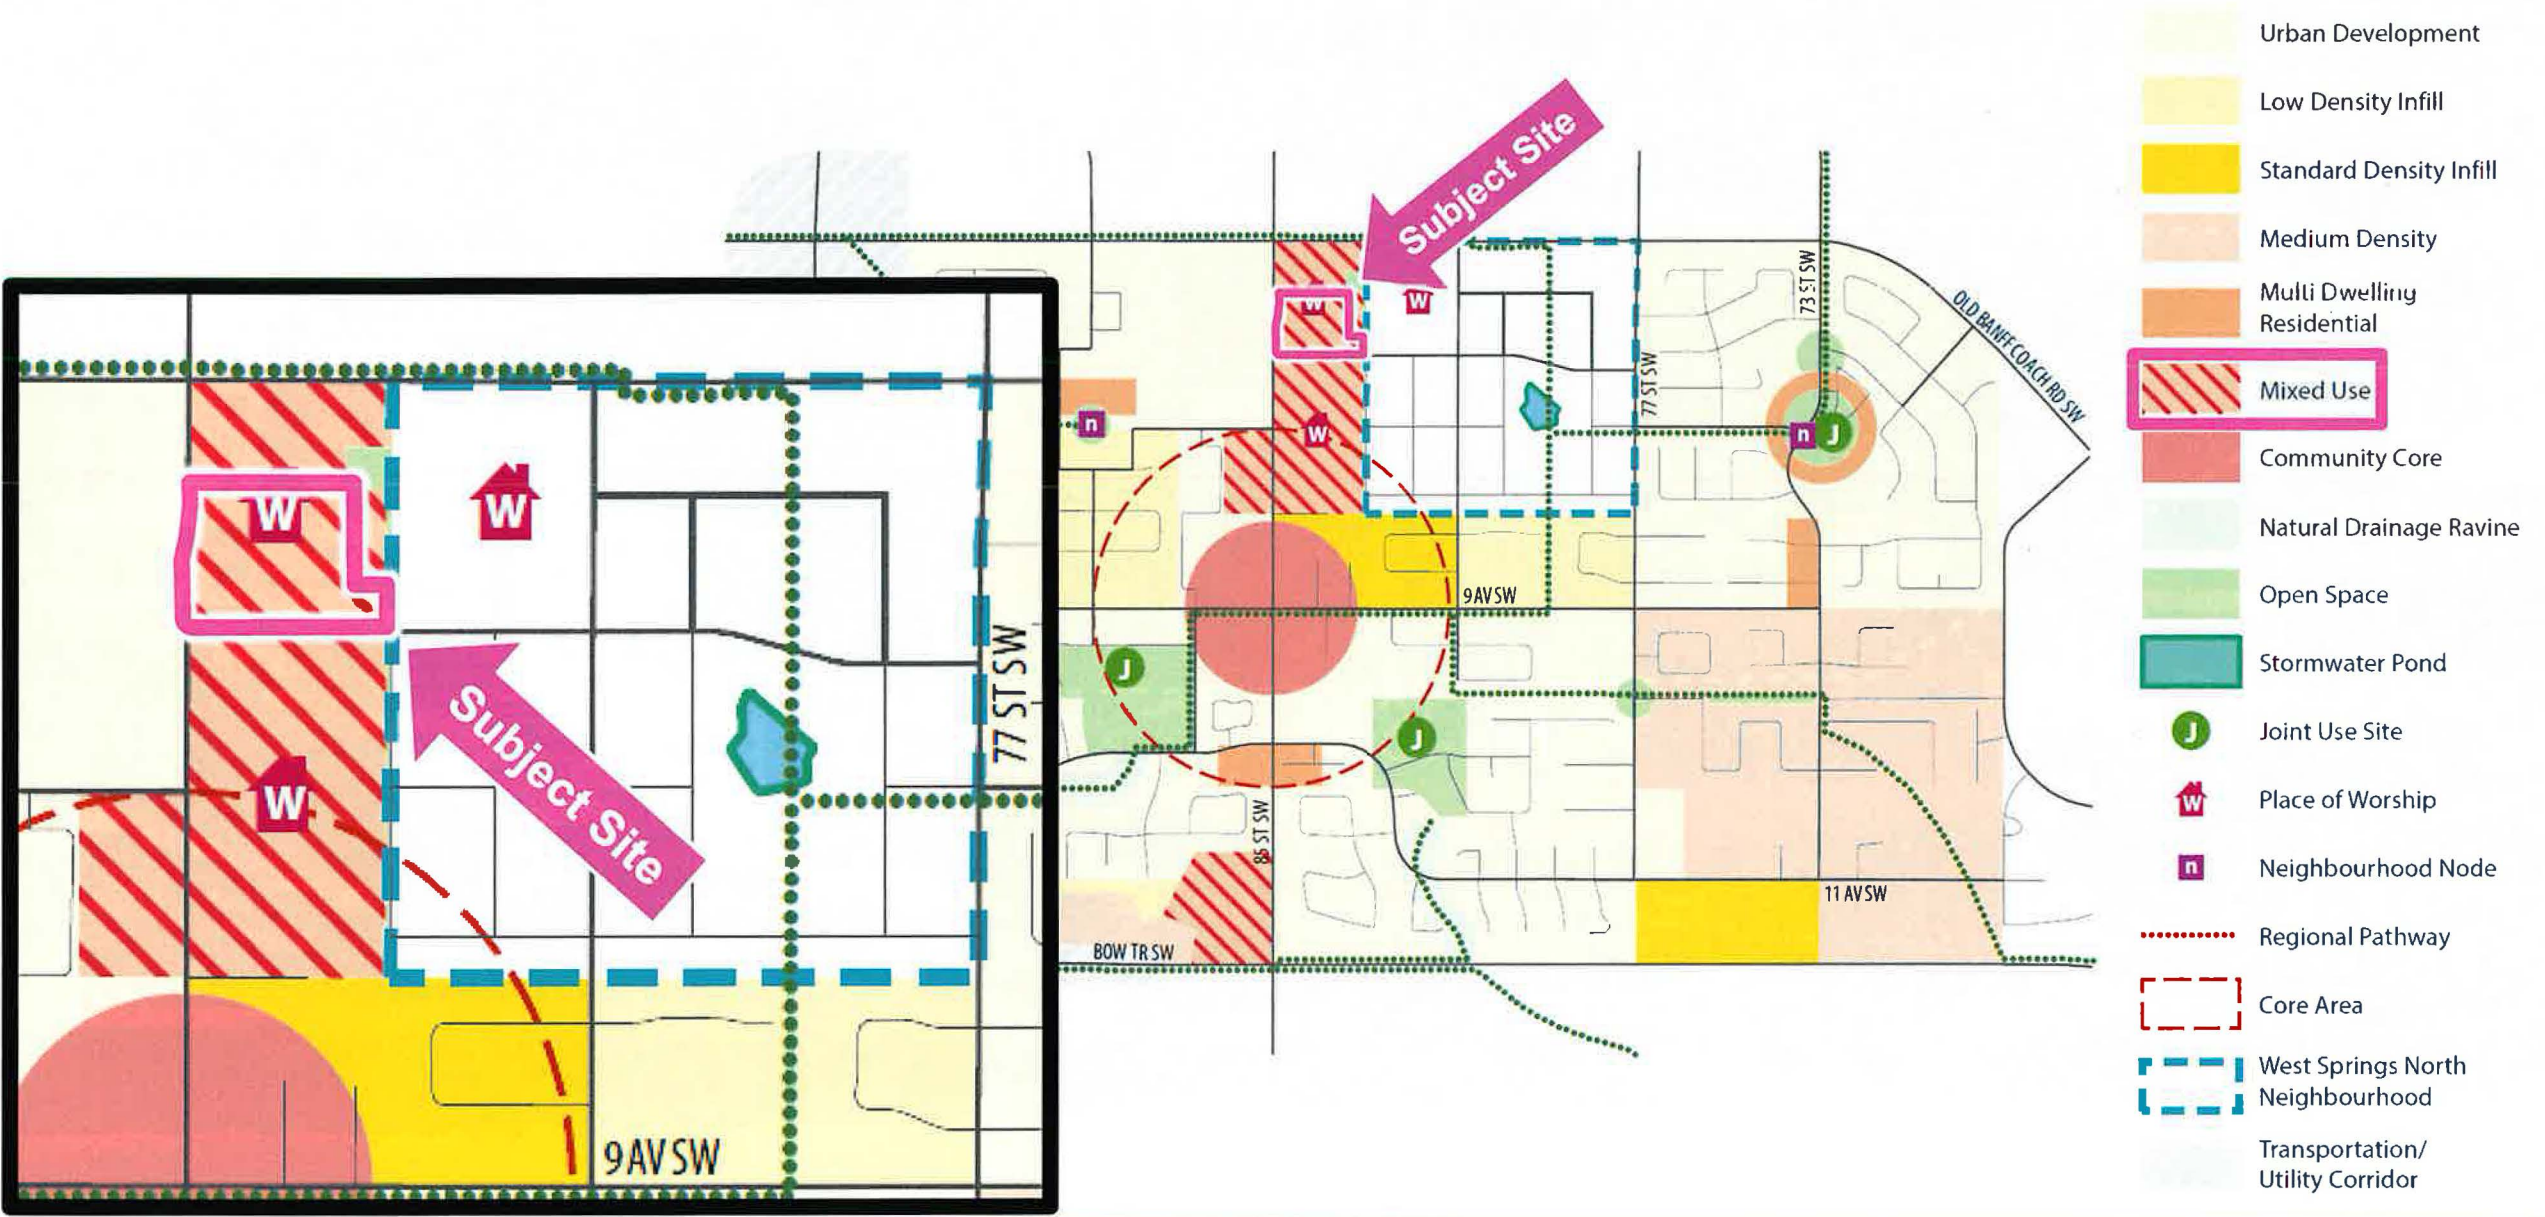 Subject Site
73 ST SW
OLD BANFF COACH RD SW
W
W
77 ST SW
n
W
n
J
9 AV SW
J
J
85 ST SW
11 AV SW
BOW TR SW
W
W
77 ST SW
Subject Site
W
9 AV SW
Urban Development
Low Density Infill
Standard Density Infill
Medium Density
Multi Dwelling
Residential
Mixed Use
Community Core
Natural Drainage Ravine
Open Space
Stormwater Pond
J
Joint Use Site
W
Place of Worship
n
Neighbourhood Node
Regional Pathway
Core Area
West Springs North
Neighbourhood
Transportation/
Utility Corridor